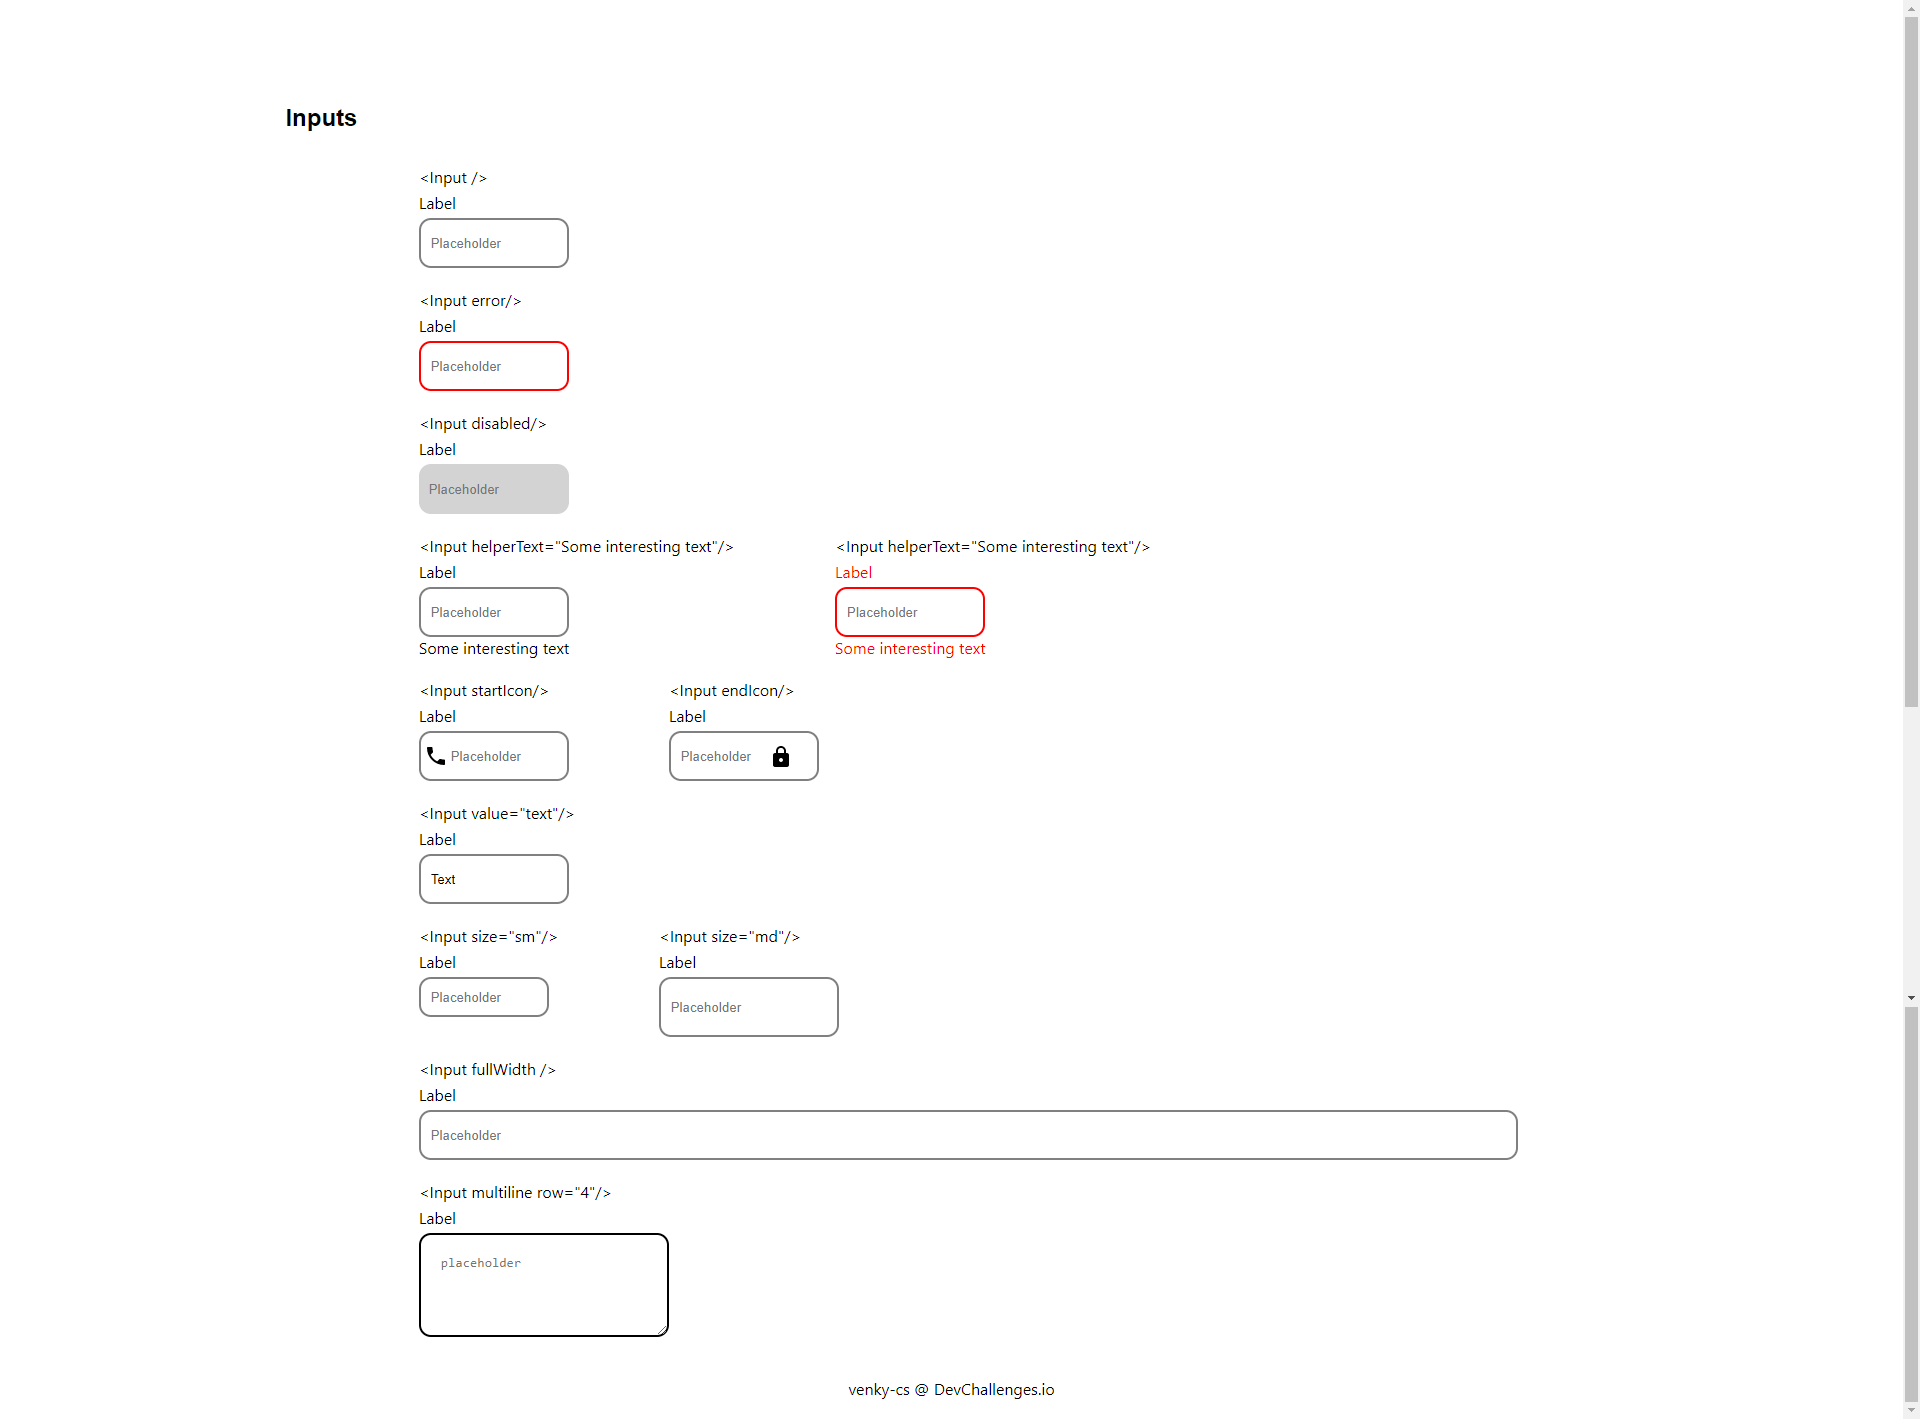 Inputs
<Input />
Label
Placeholder
<Input error/>
Label
Placeholder
<Input disabled/>
Label
Placeholder
<Input helperText="Some interesting text"/> <Input helperText="Some interesting text"/>
Label Label
Placeholder Placeholder
Some interesting text Some interesting text
<Input startIcon/> <Input endIcon/>
Label Label
Placeholder Placeholder
<Input value="text"/>
Label
Text
<Input size="sm"/> <Input size="md"/>
Label Label
Placeholder Placeholder
<Input fullWidth />
Label
Placeholder
<Input multiline row="4"/>
Label
placeholder
venky-cs @ DevChallenges.io